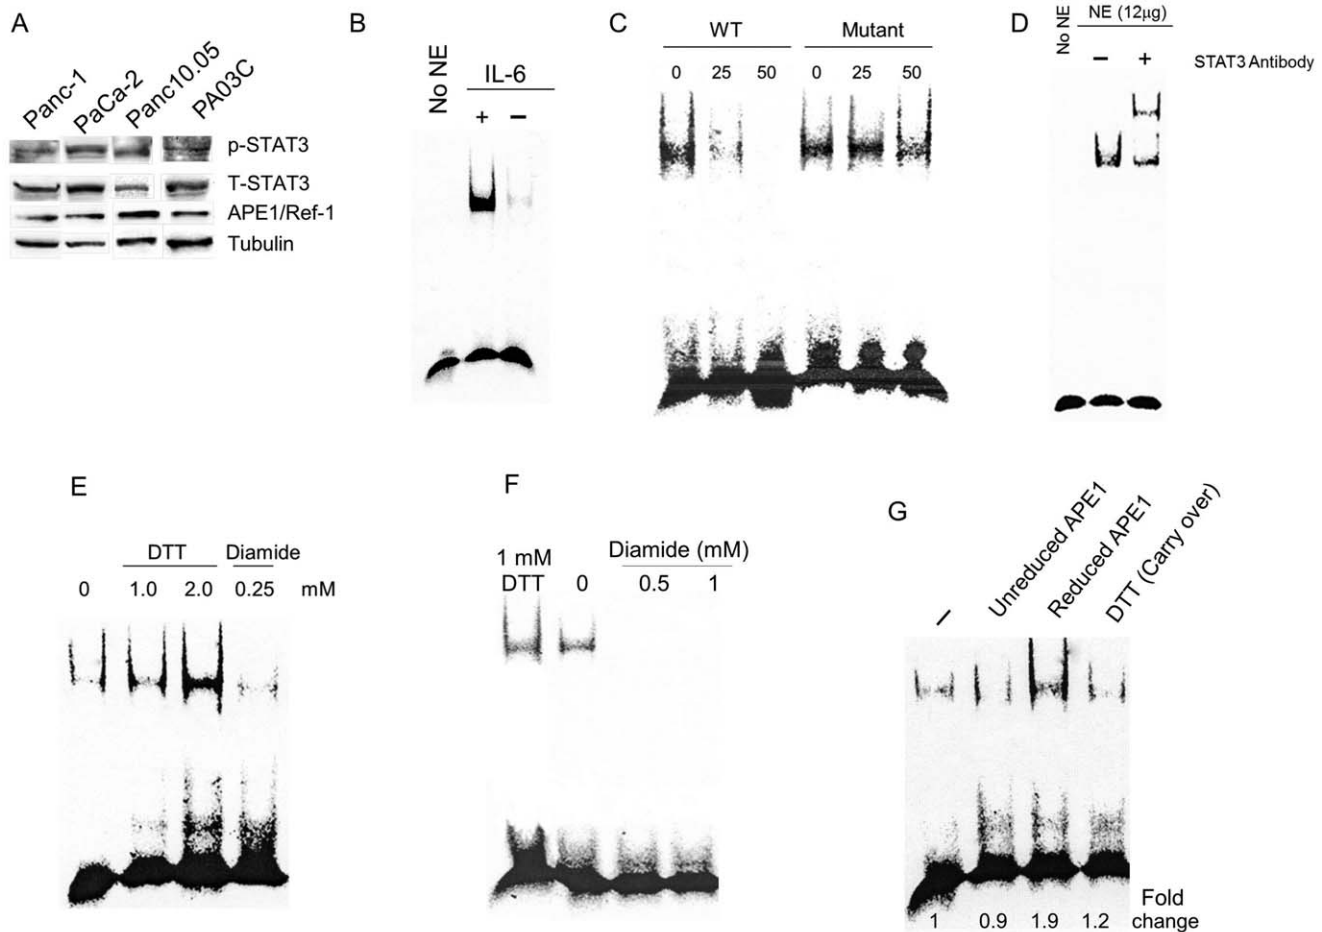 A
Panc-1 PaCa-2 Panc10.05 PA03C
p-STAT3
T-STAT3
APE1/Ref-1
Tubulin
B
No NE
IL-6
+ −
C
WT Mutant
0 25 50 0 25 50
D
No NE
NE (12µg)
− + STAT3 Antibody
E
DTT Diamide
0 1.0 2.0 0.25 mM
F
1 mM Diamide (mM)
DTT 0 0.5 1
G
− Unreduced APE1 Reduced APE1 DTT (Carry over)
Fold
1 0.9 1.9 1.2 change